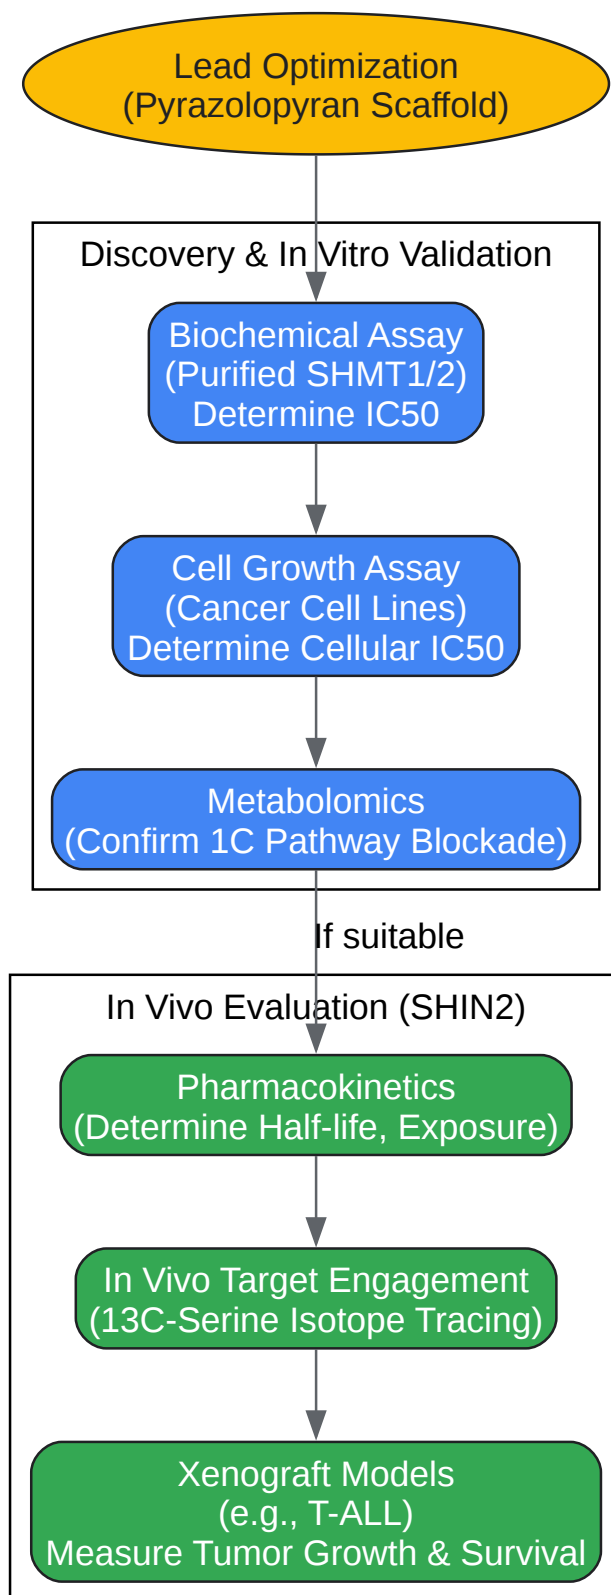 Lead Optimization
(Pyrazolopyran Scaffold)
Discovery & In Vitro Validation
Biochemical Assay
(Purified SHMT1/2)
Determine IC50
Cell Growth Assay
(Cancer Cell Lines)
Determine Cellular IC50
Metabolomics
(Confirm 1C Pathway Blockade)
If suitable
In Vivo Evaluation (SHIN2)
Pharmacokinetics
(Determine Half-life, Exposure)
In Vivo Target Engagement
(13C-Serine Isotope Tracing)
Xenograft Models
(e.g., T-ALL)
Measure Tumor Growth & Survival